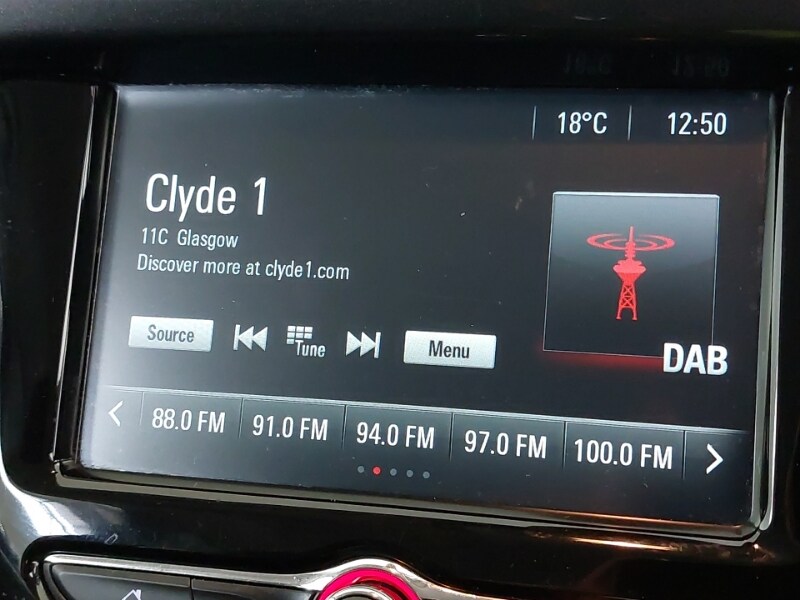 18°C 12:50
Clyde 1
11C Glasgow
Discover more at clyde1.com
DAB
Source Tune Menu
88.0 FM 91.0 FM 94.0 FM 97.0 FM 100.0 FM